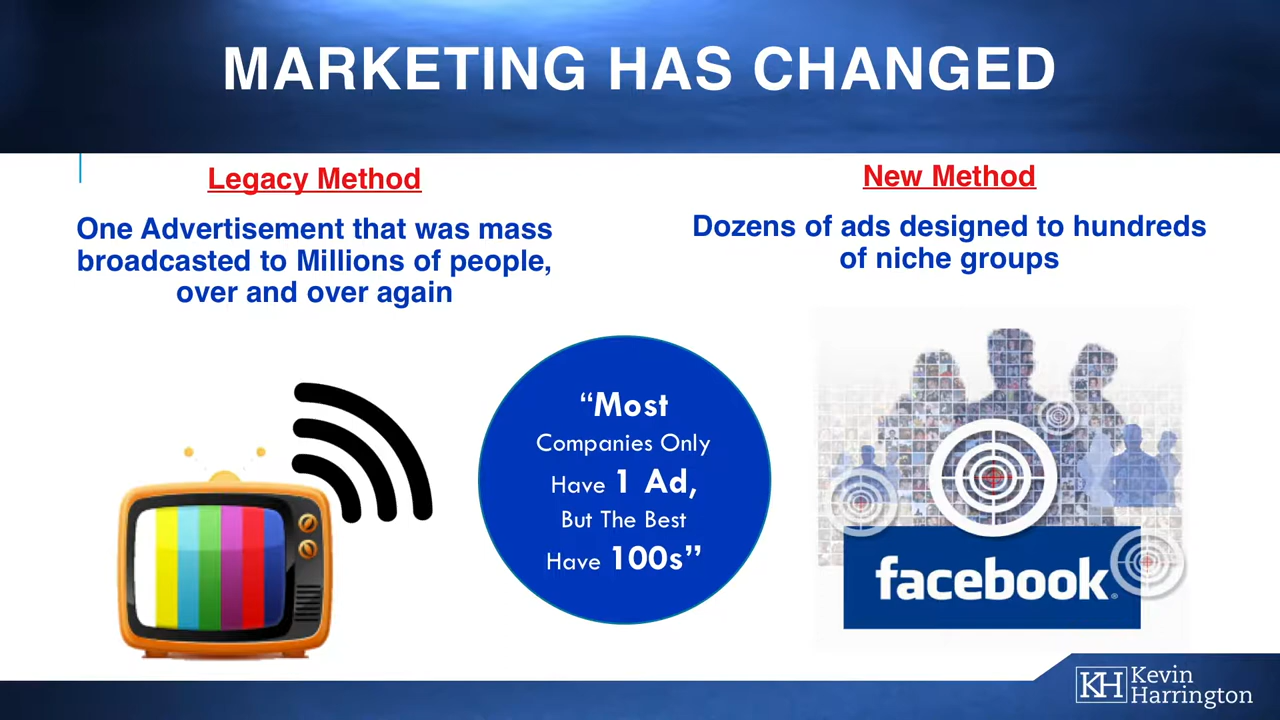 MARKETING HAS CHANGED
Legacy Method
One Advertisement that was mass
broadcasted to Millions of people,
over and over again
New Method
Dozens of ads designed to hundreds
of niche groups
“Most
Companies Only
Have 1 Ad,
But The Best
Have 100s”
facebook®
KH Kevin
Harrington